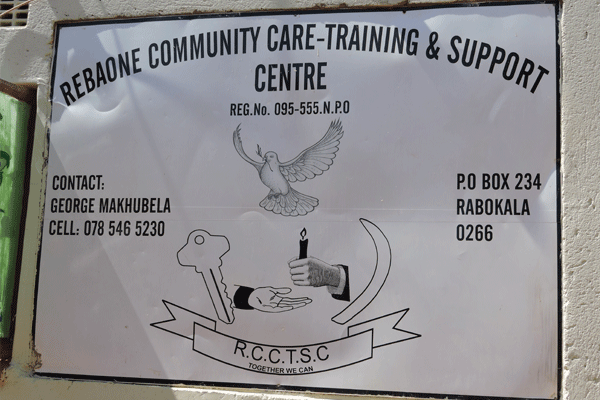 REBAONE COMMUNITY CARE-TRAINING & SUPPORT
CENTRE
REG.No. 095-555.N.P.O
CONTACT:
GEORGE MAKHUBELA
CELL: 078 546 5230
P.O BOX 234
RABOKALA
0266
R.C.C.T.S.C
TOGETHER WE CAN